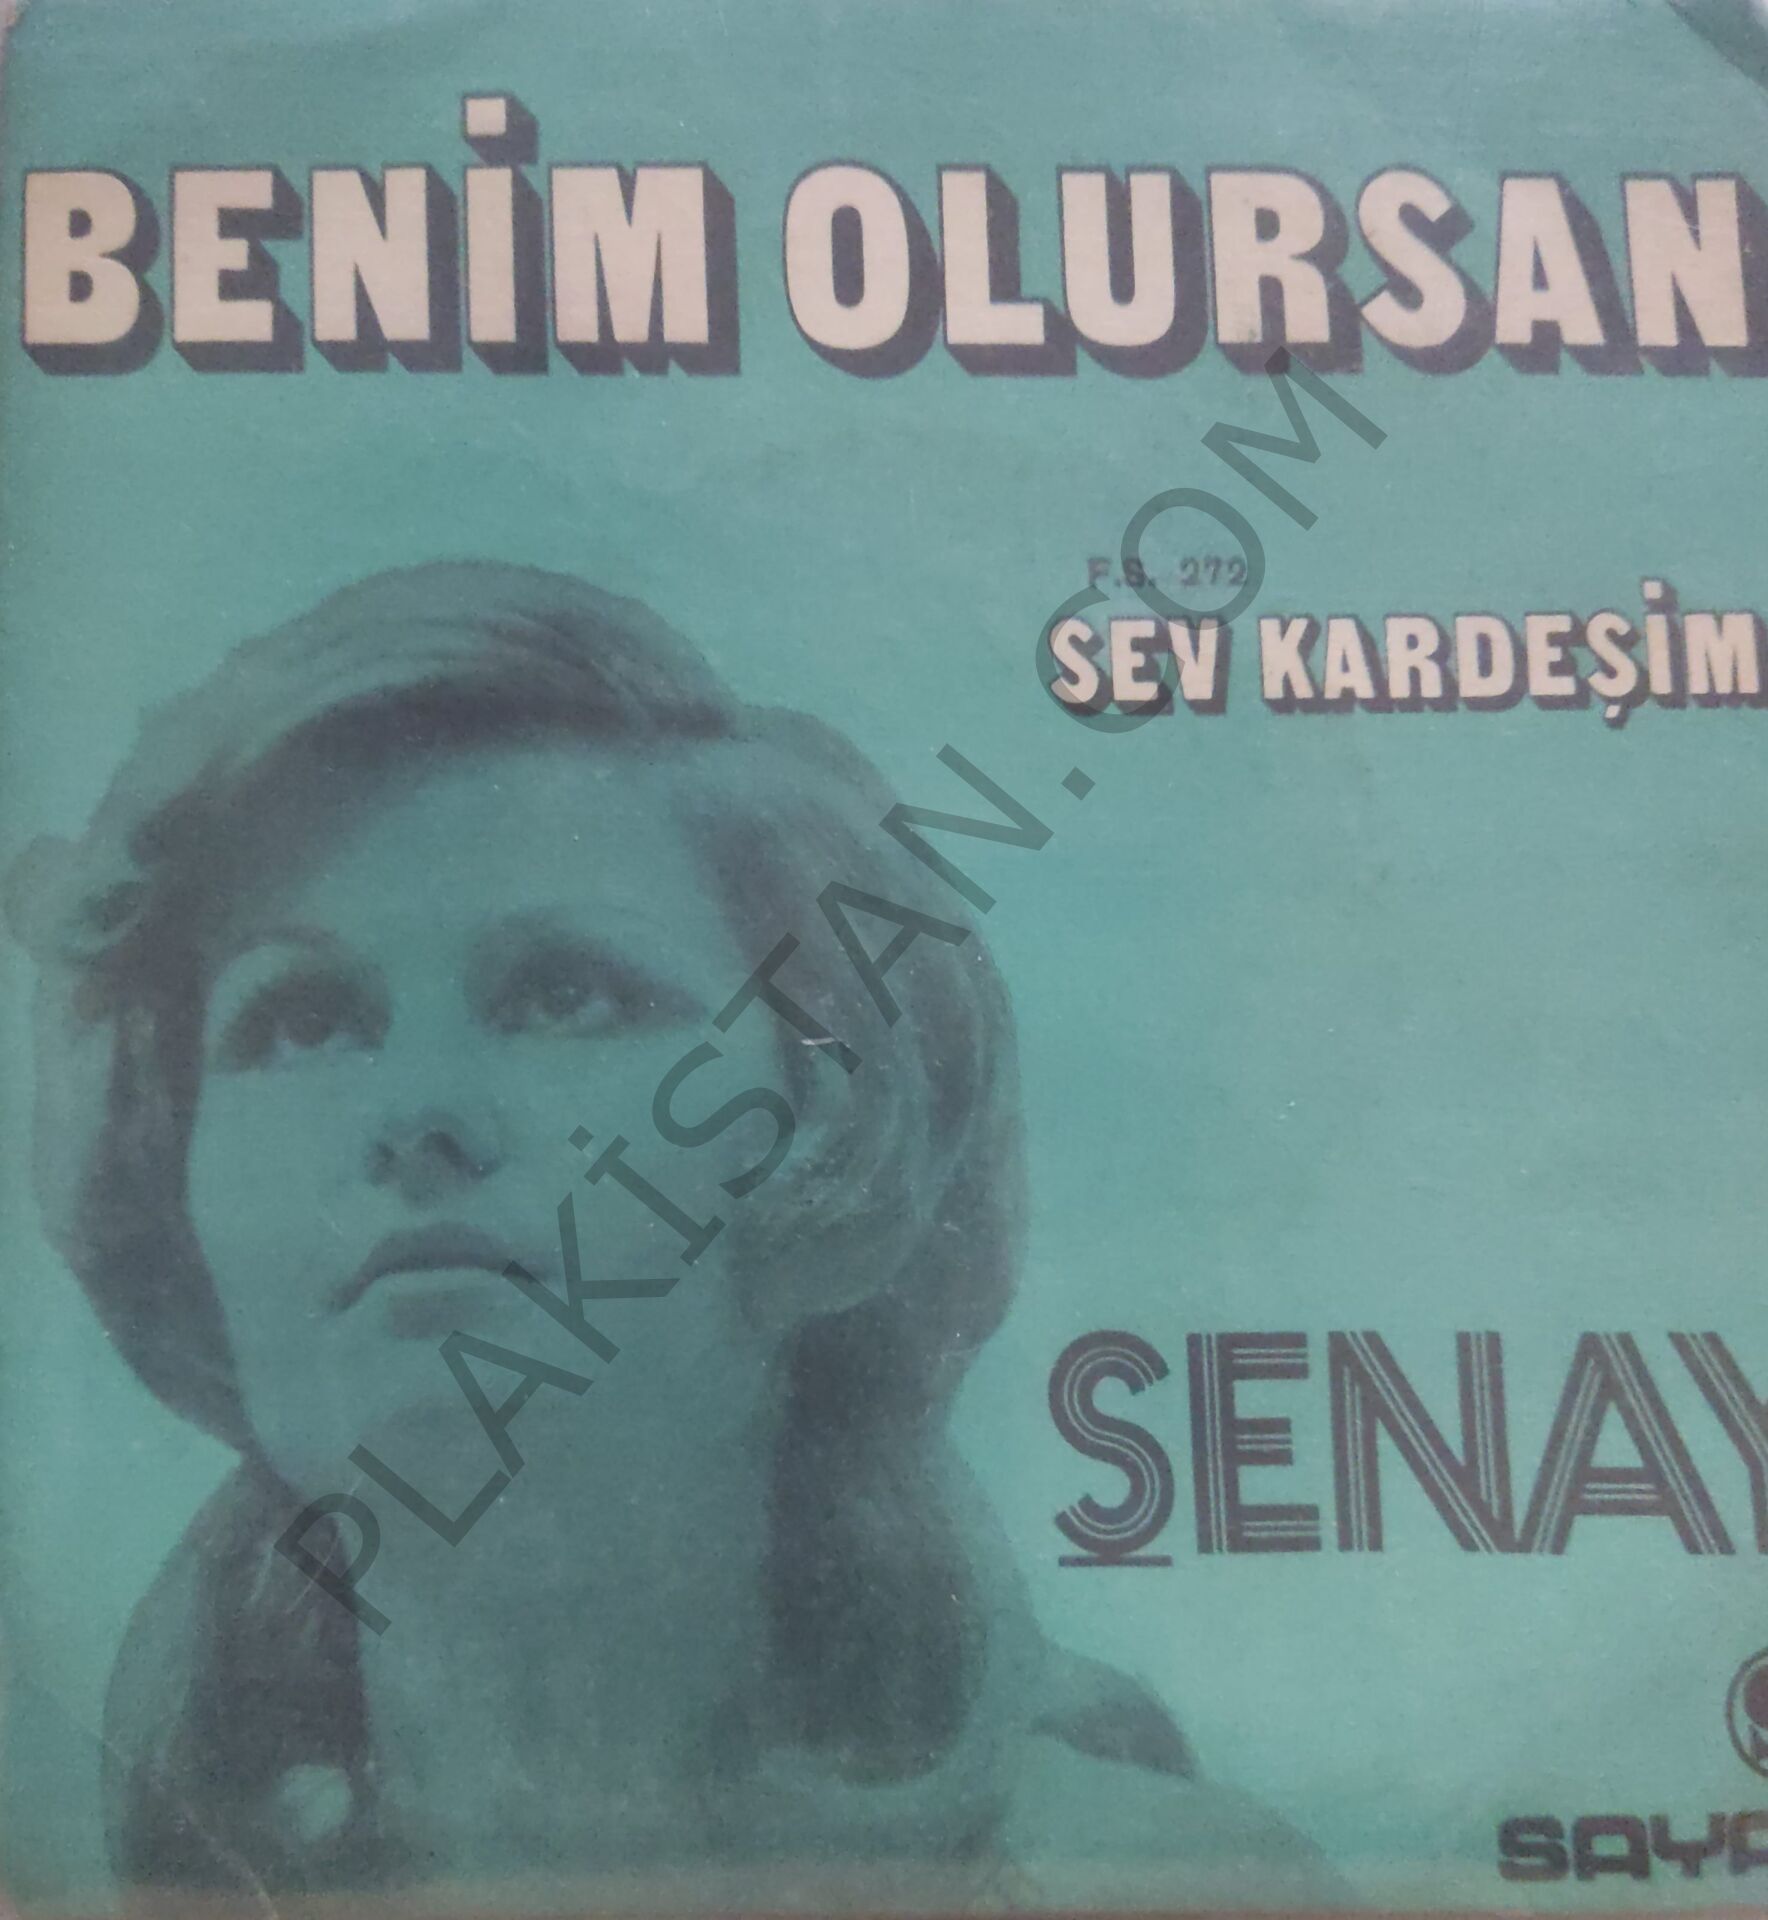 BENİM OLURSAN
F.S. 272
SEV KARDEŞİM
PLAKİSTAN.COM
ŞENAY